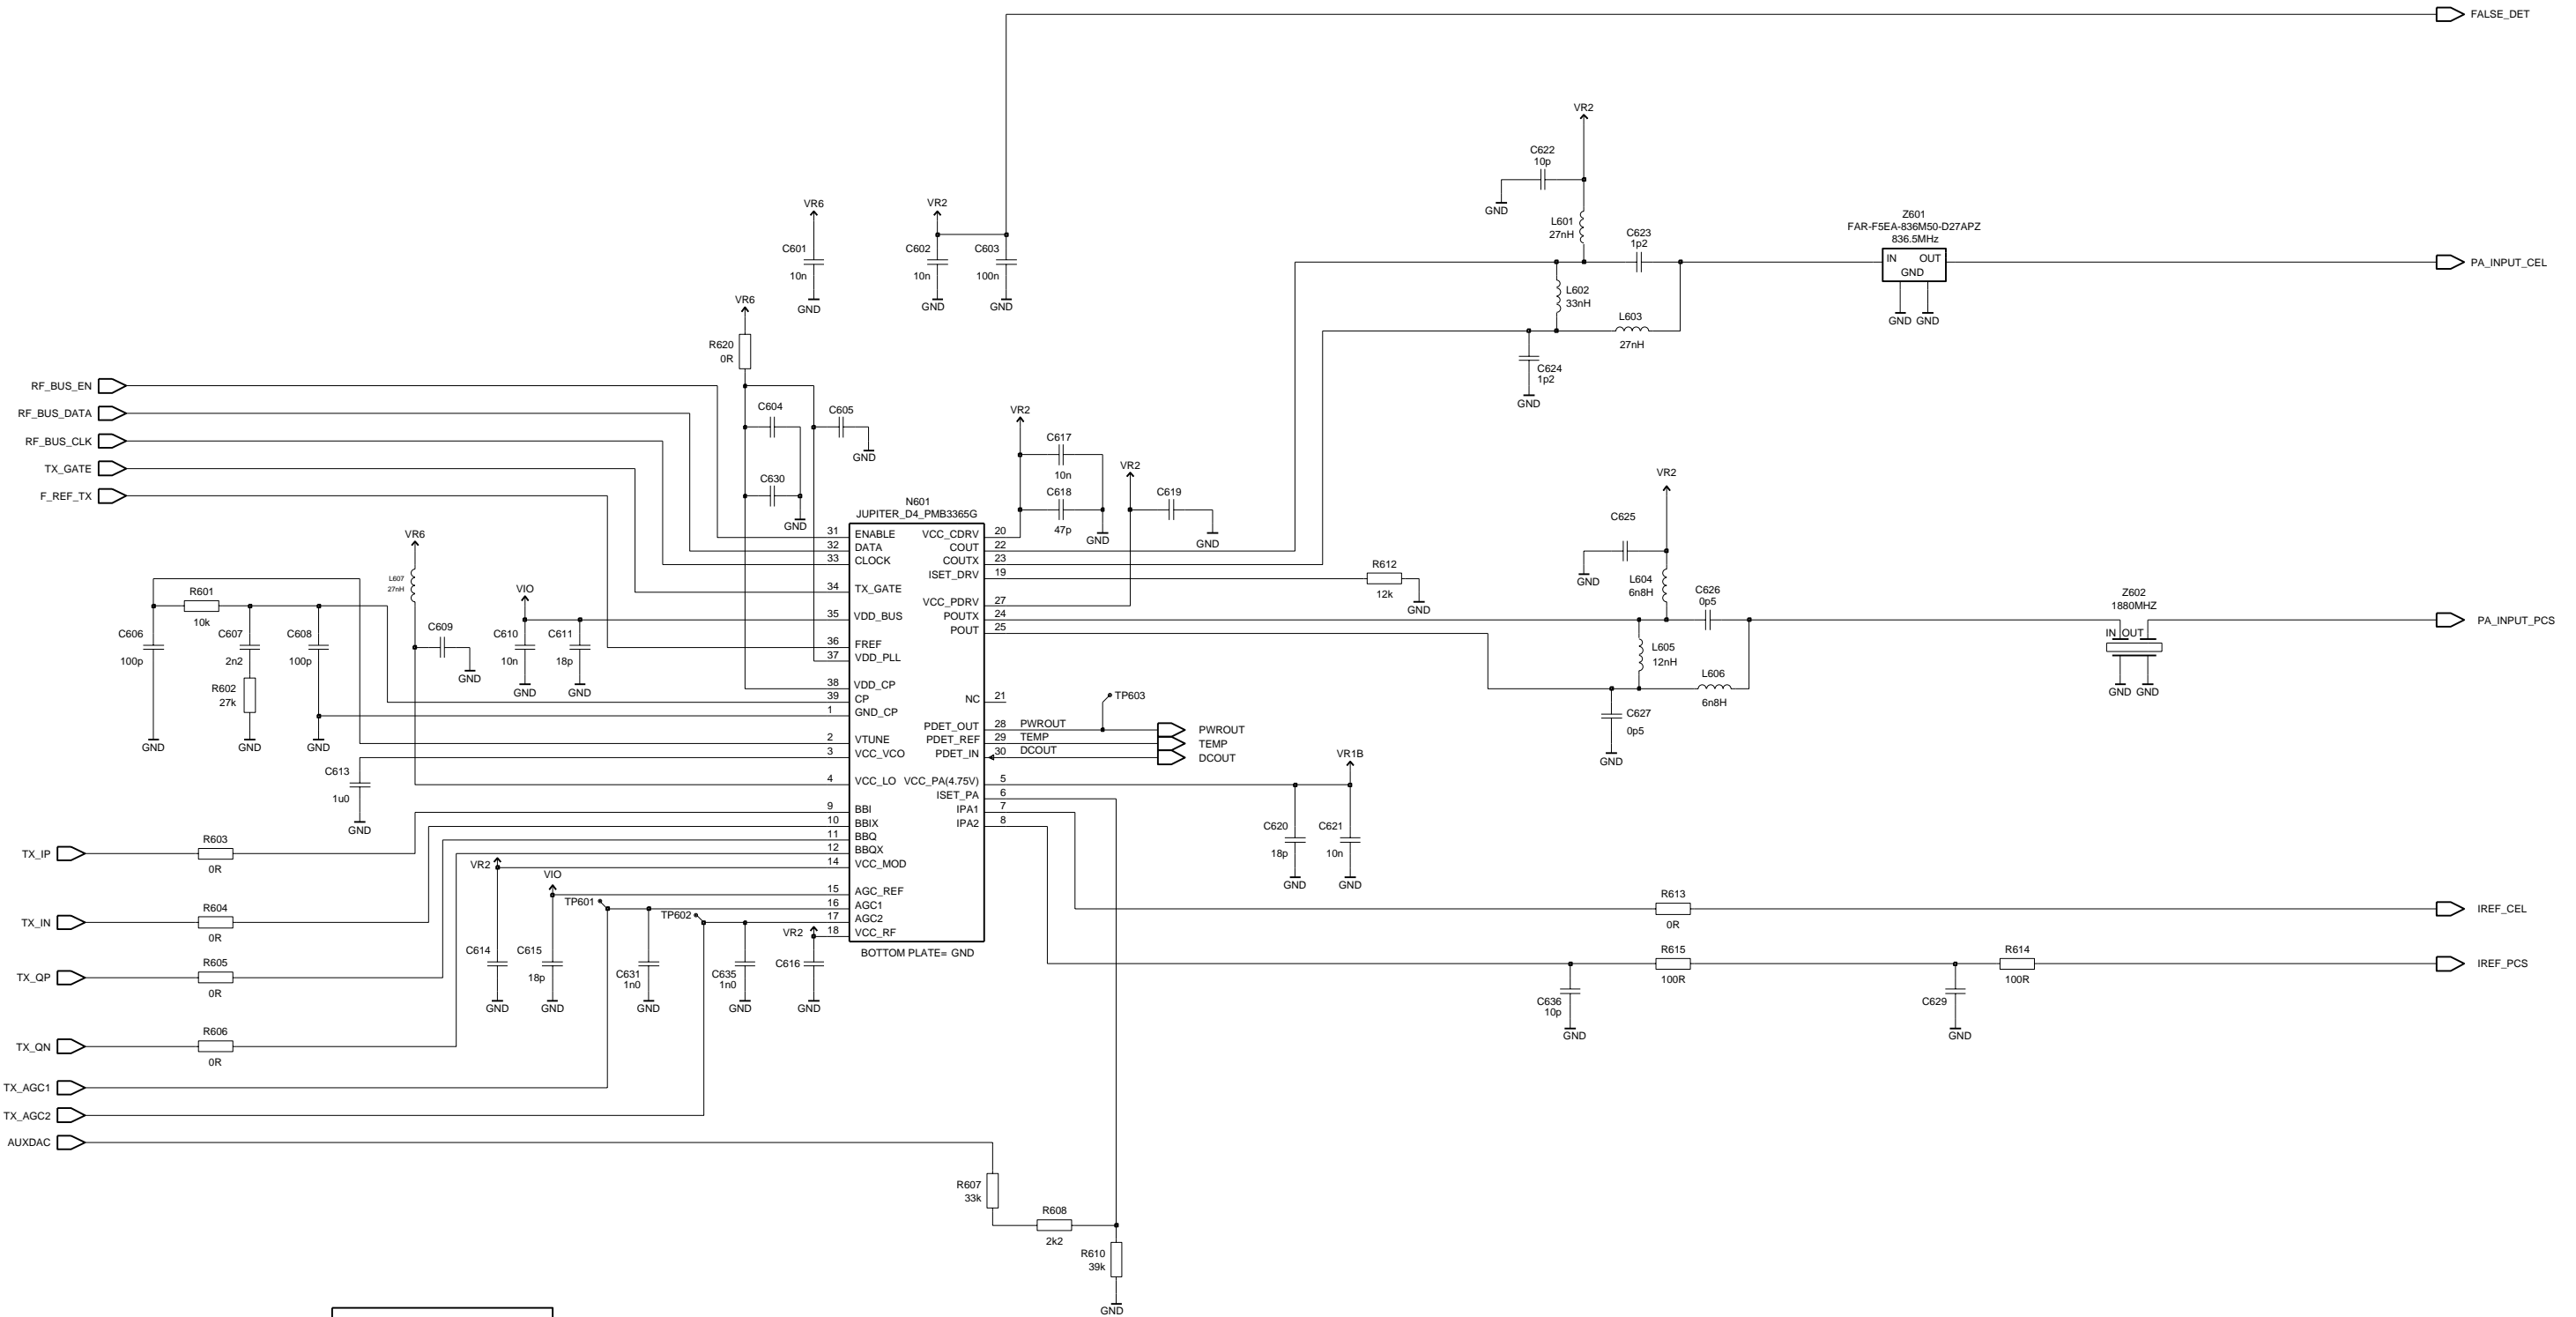 FALSE_DET
VR2
C622
10p
GND
L601
27nH
C623
1p2
Z601
FAR-F5EA-836M50-D27APZ
836.5MHz
IN OUT
GND
GND GND
PA_INPUT_CEL
L602
33nH
L603
27nH
C624
1p2
GND
VR6
C601
10n
GND
VR2
C602
10n
GND
C603
100n
GND
VR6
R620
0R
RF_BUS_EN
RF_BUS_DATA
RF_BUS_CLK
TX_GATE
F_REF_TX
C604
C605
GND
C630
GND
VR2
C617
10n
C618
47p
GND
VR2
C619
GND
N601
JUPITER_D4_PMB3365G
31 ENABLE
32 DATA
33 CLOCK
34 TX_GATE
35 VDD_BUS
36 FREF
37 VDD_PLL
38 VDD_CP
39 CP
1 GND_CP
2 VTUNE
3 VCC_VCO
4 VCC_LO
9 BBI
10 BBIX
11 BBQ
12 BBQX
14 VCC_MOD
15 AGC_REF
16 AGC1
17 AGC2
18 VCC_RF
VCC_CDRV 20
COUT 22
COUTX 23
ISET_DRV 19
VCC_PDRV 27
POUTX 24
POUT 25
NC 21
PDET_OUT 28 PWROUT
PDET_REF 29 TEMP
PDET_IN 30 DCOUT
VCC_PA(4.75V) 5
ISET_PA 6
IPA1 7
IPA2 8
BOTTOM PLATE= GND
TP603
PWROUT
TEMP
DCOUT
R612
12k
GND
VR2
C625
GND
L604
6n8H
C626
0p5
Z602
1880MHZ
IN OUT
GND GND
PA_INPUT_PCS
L605
12nH
L606
6n8H
C627
0p5
GND
VR6
L607
27nH
C609
GND
VIO
C610
10n
GND
C611
18p
GND
R601
10k
C606
100p
GND
C607
2n2
R602
27k
GND
C608
100p
GND
C613
1u0
GND
VR1B
C620
18p
GND
C621
10n
GND
TX_IP
R603
0R
TX_IN
R604
0R
TX_QP
R605
0R
TX_QN
R606
0R
TX_AGC1
TX_AGC2
AUXDAC
VR2
VIO
TP601
TP602
VR2
C614
GND
C615
18p
GND
C631
1n0
GND
C635
1n0
GND
C616
GND
R613
0R
IREF_CEL
R615
100R
R614
100R
IREF_PCS
C636
10p
GND
C629
GND
R607
33k
R608
2k2
R610
39k
GND